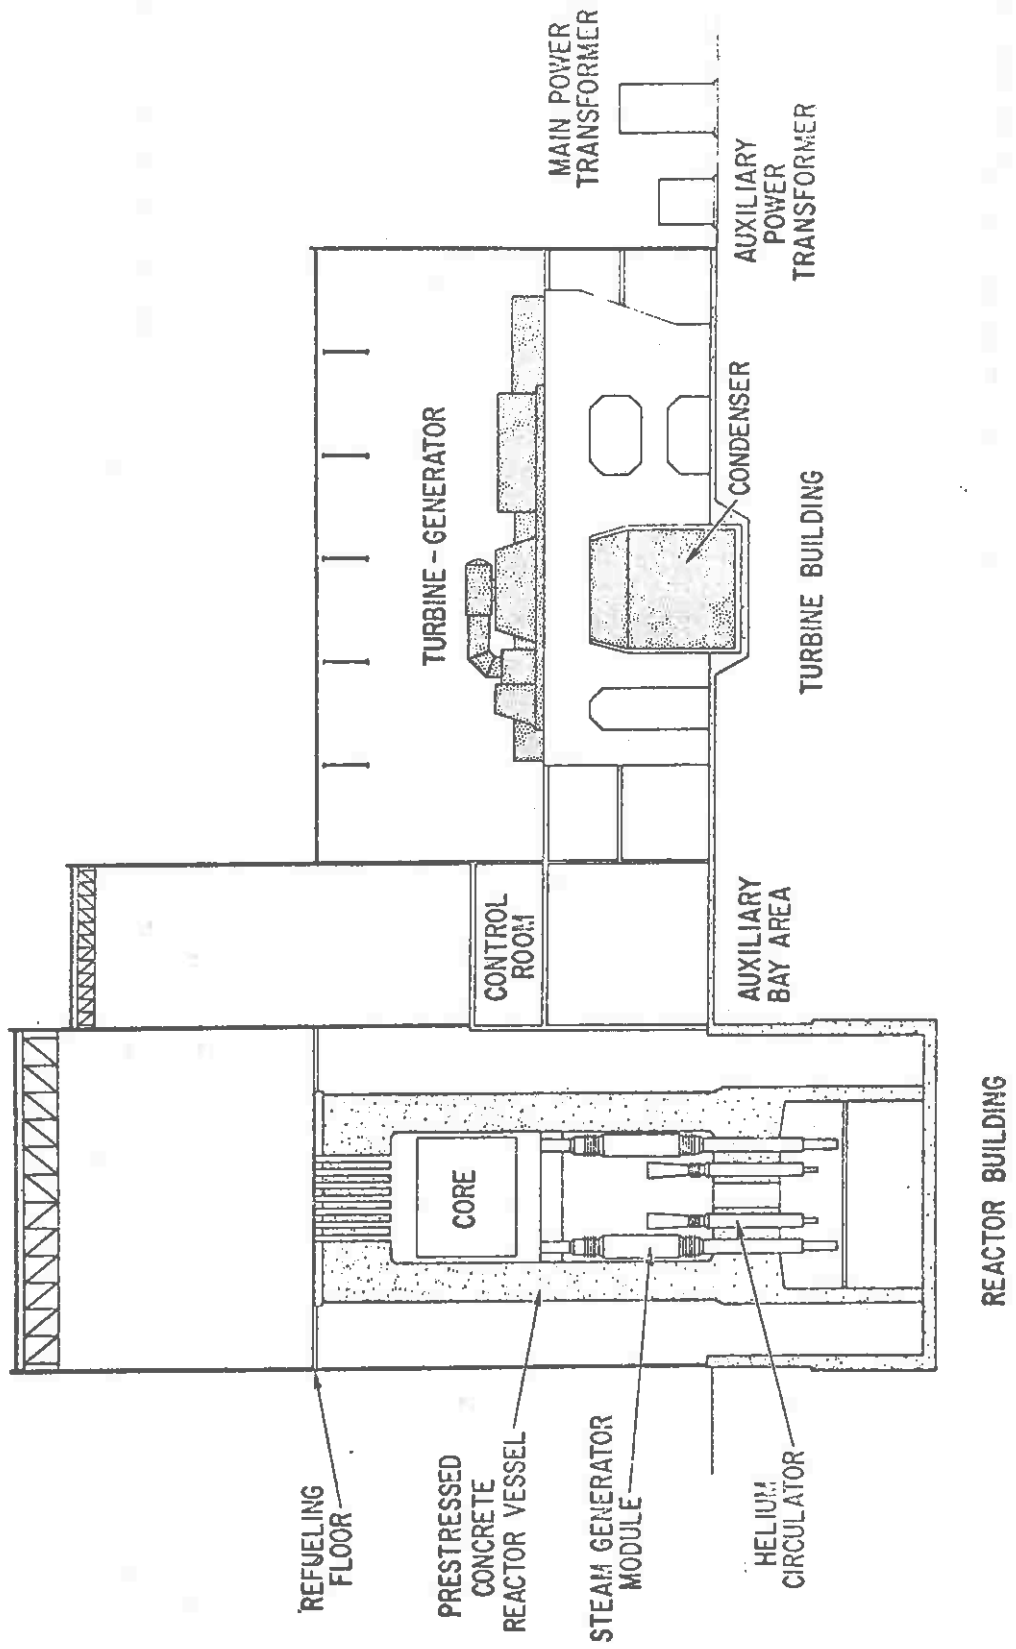 REFUELING
FLOOR
PRESTRESSED
CONCRETE
REACTOR VESSEL
STEAM GENERATOR
MODULE
HELIUM
CIRCULATOR
CORE
REACTOR BUILDING
CONTROL
ROOM
AUXILIARY
BAY AREA
TURBINE-GENERATOR
CONDENSER
TURBINE BUILDING
MAIN POWER
TRANSFORMER
AUXILIARY
POWER
TRANSFORMER